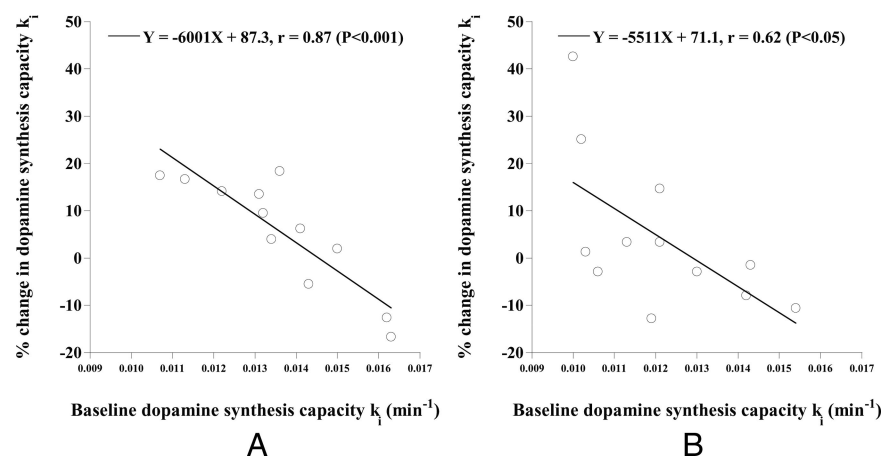 Y = -6001X + 87.3, r = 0.87 (P<0.001)
% change in dopamine synthesis capacity k_i
50
40
30
20
10
0
-10
-20
0.009 0.010 0.011 0.012 0.013 0.014 0.015 0.016 0.017
Baseline dopamine synthesis capacity k_i (min⁻¹)
A
Y = -5511X + 71.1, r = 0.62 (P<0.05)
% change in dopamine synthesis capacity k_i
50
40
30
20
10
0
-10
-20
0.009 0.010 0.011 0.012 0.013 0.014 0.015 0.016 0.017
Baseline dopamine synthesis capacity k_i (min⁻¹)
B